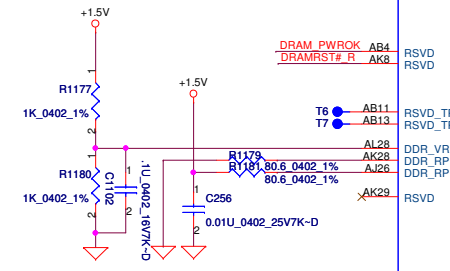 +1.5V
DRAM_PWROK AB4 RSVD
DRAMRST#_R AK8 RSVD
1
R1177
1K_0402_1%
2
+1.5V
T6 AB11 RSVD_TP
T7 AB13 RSVD_TP
AL28 DDR_VR
R1179 AK28 DDR_RP
R1181 80.6_0402_1% AJ26 DDR_RP
80.6_0402_1%
1
R1180
1K_0402_1%
2
1
C1102
2
.1U_0402_16V7K~D
1
C256
0.01U_0402_25V7K~D
2
AK29 RSVD